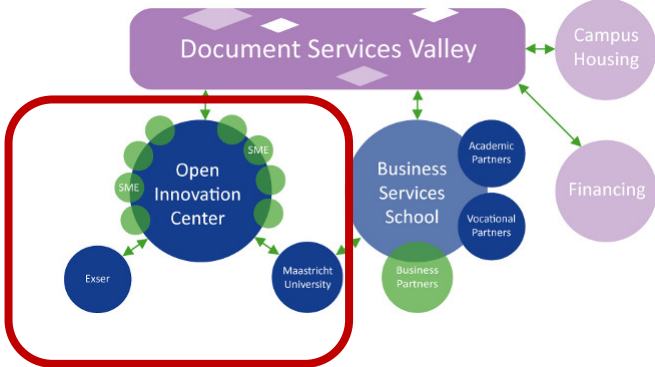 Document Services Valley
Campus
Housing
SME
SME
Open
Innovation
Center
Business
Services
School
Academic
Partners
Vocational
Partners
Financing
Exser
Maastricht
University
Business
Partners